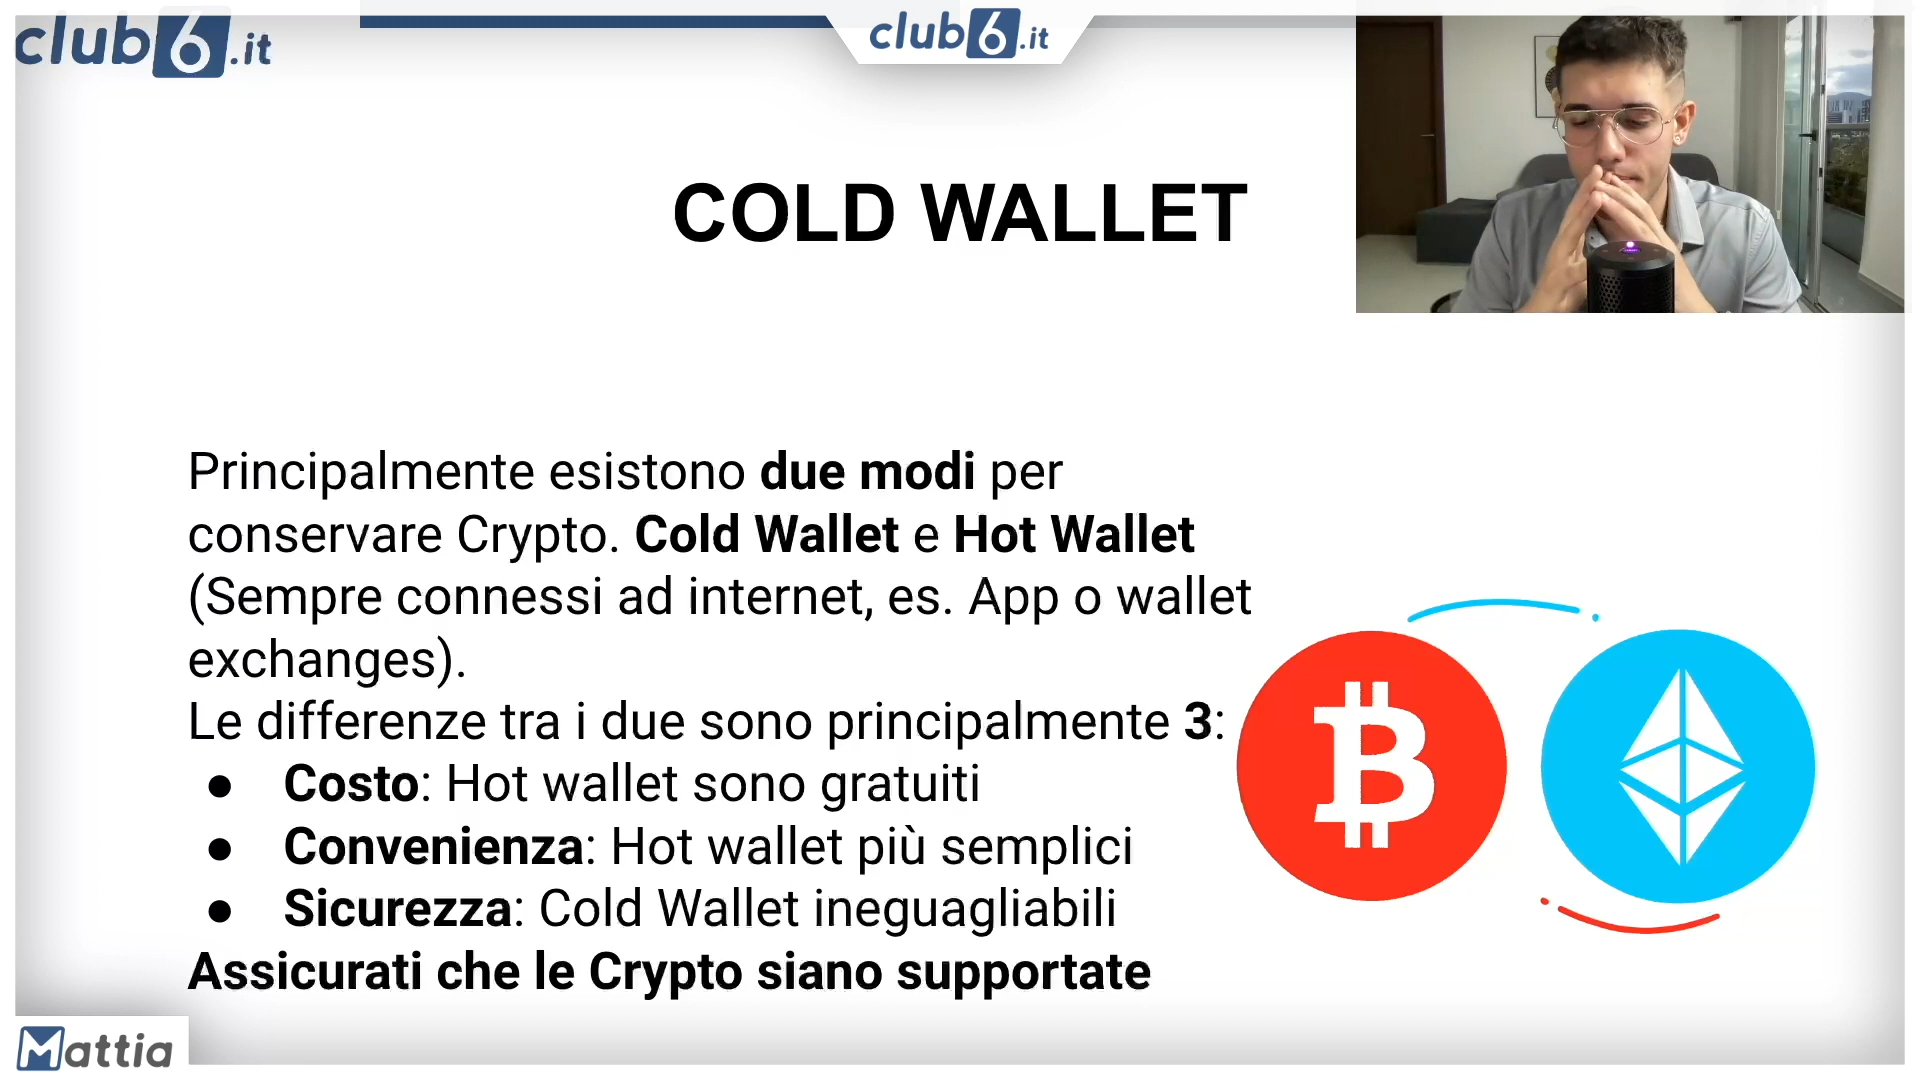 club6.it
club6.it
COLD WALLET
Principalmente esistono due modi per
conservare Crypto. Cold Wallet e Hot Wallet
(Sempre connessi ad internet, es. App o wallet
exchanges).
Le differenze tra i due sono principalmente 3:
● Costo: Hot wallet sono gratuiti
● Convenienza: Hot wallet più semplici
● Sicurezza: Cold Wallet ineguagliabili
Assicurati che le Crypto siano supportate
Mattia